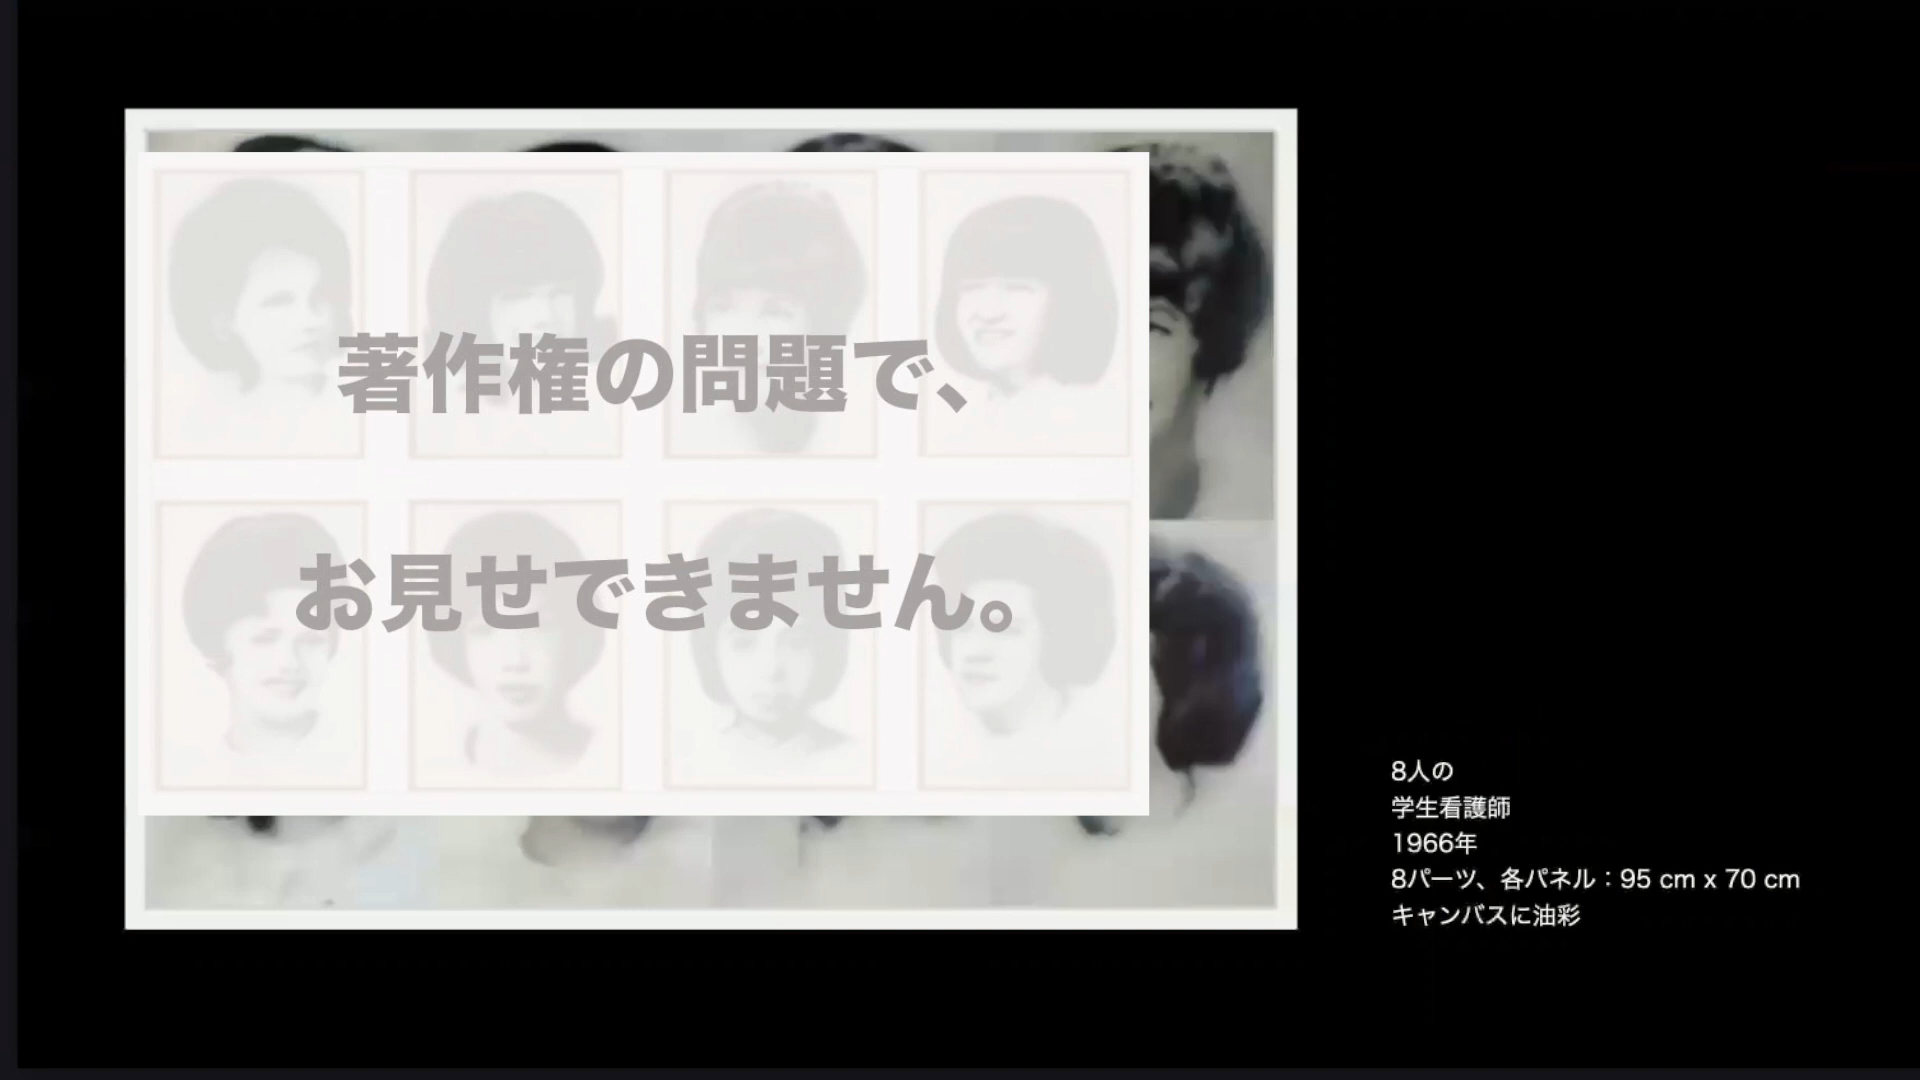 著作権の問題で、
お見せできません。
8人の
学生看護師
1966年
8パーツ、各パネル：95 cm x 70 cm
キャンバスに油彩